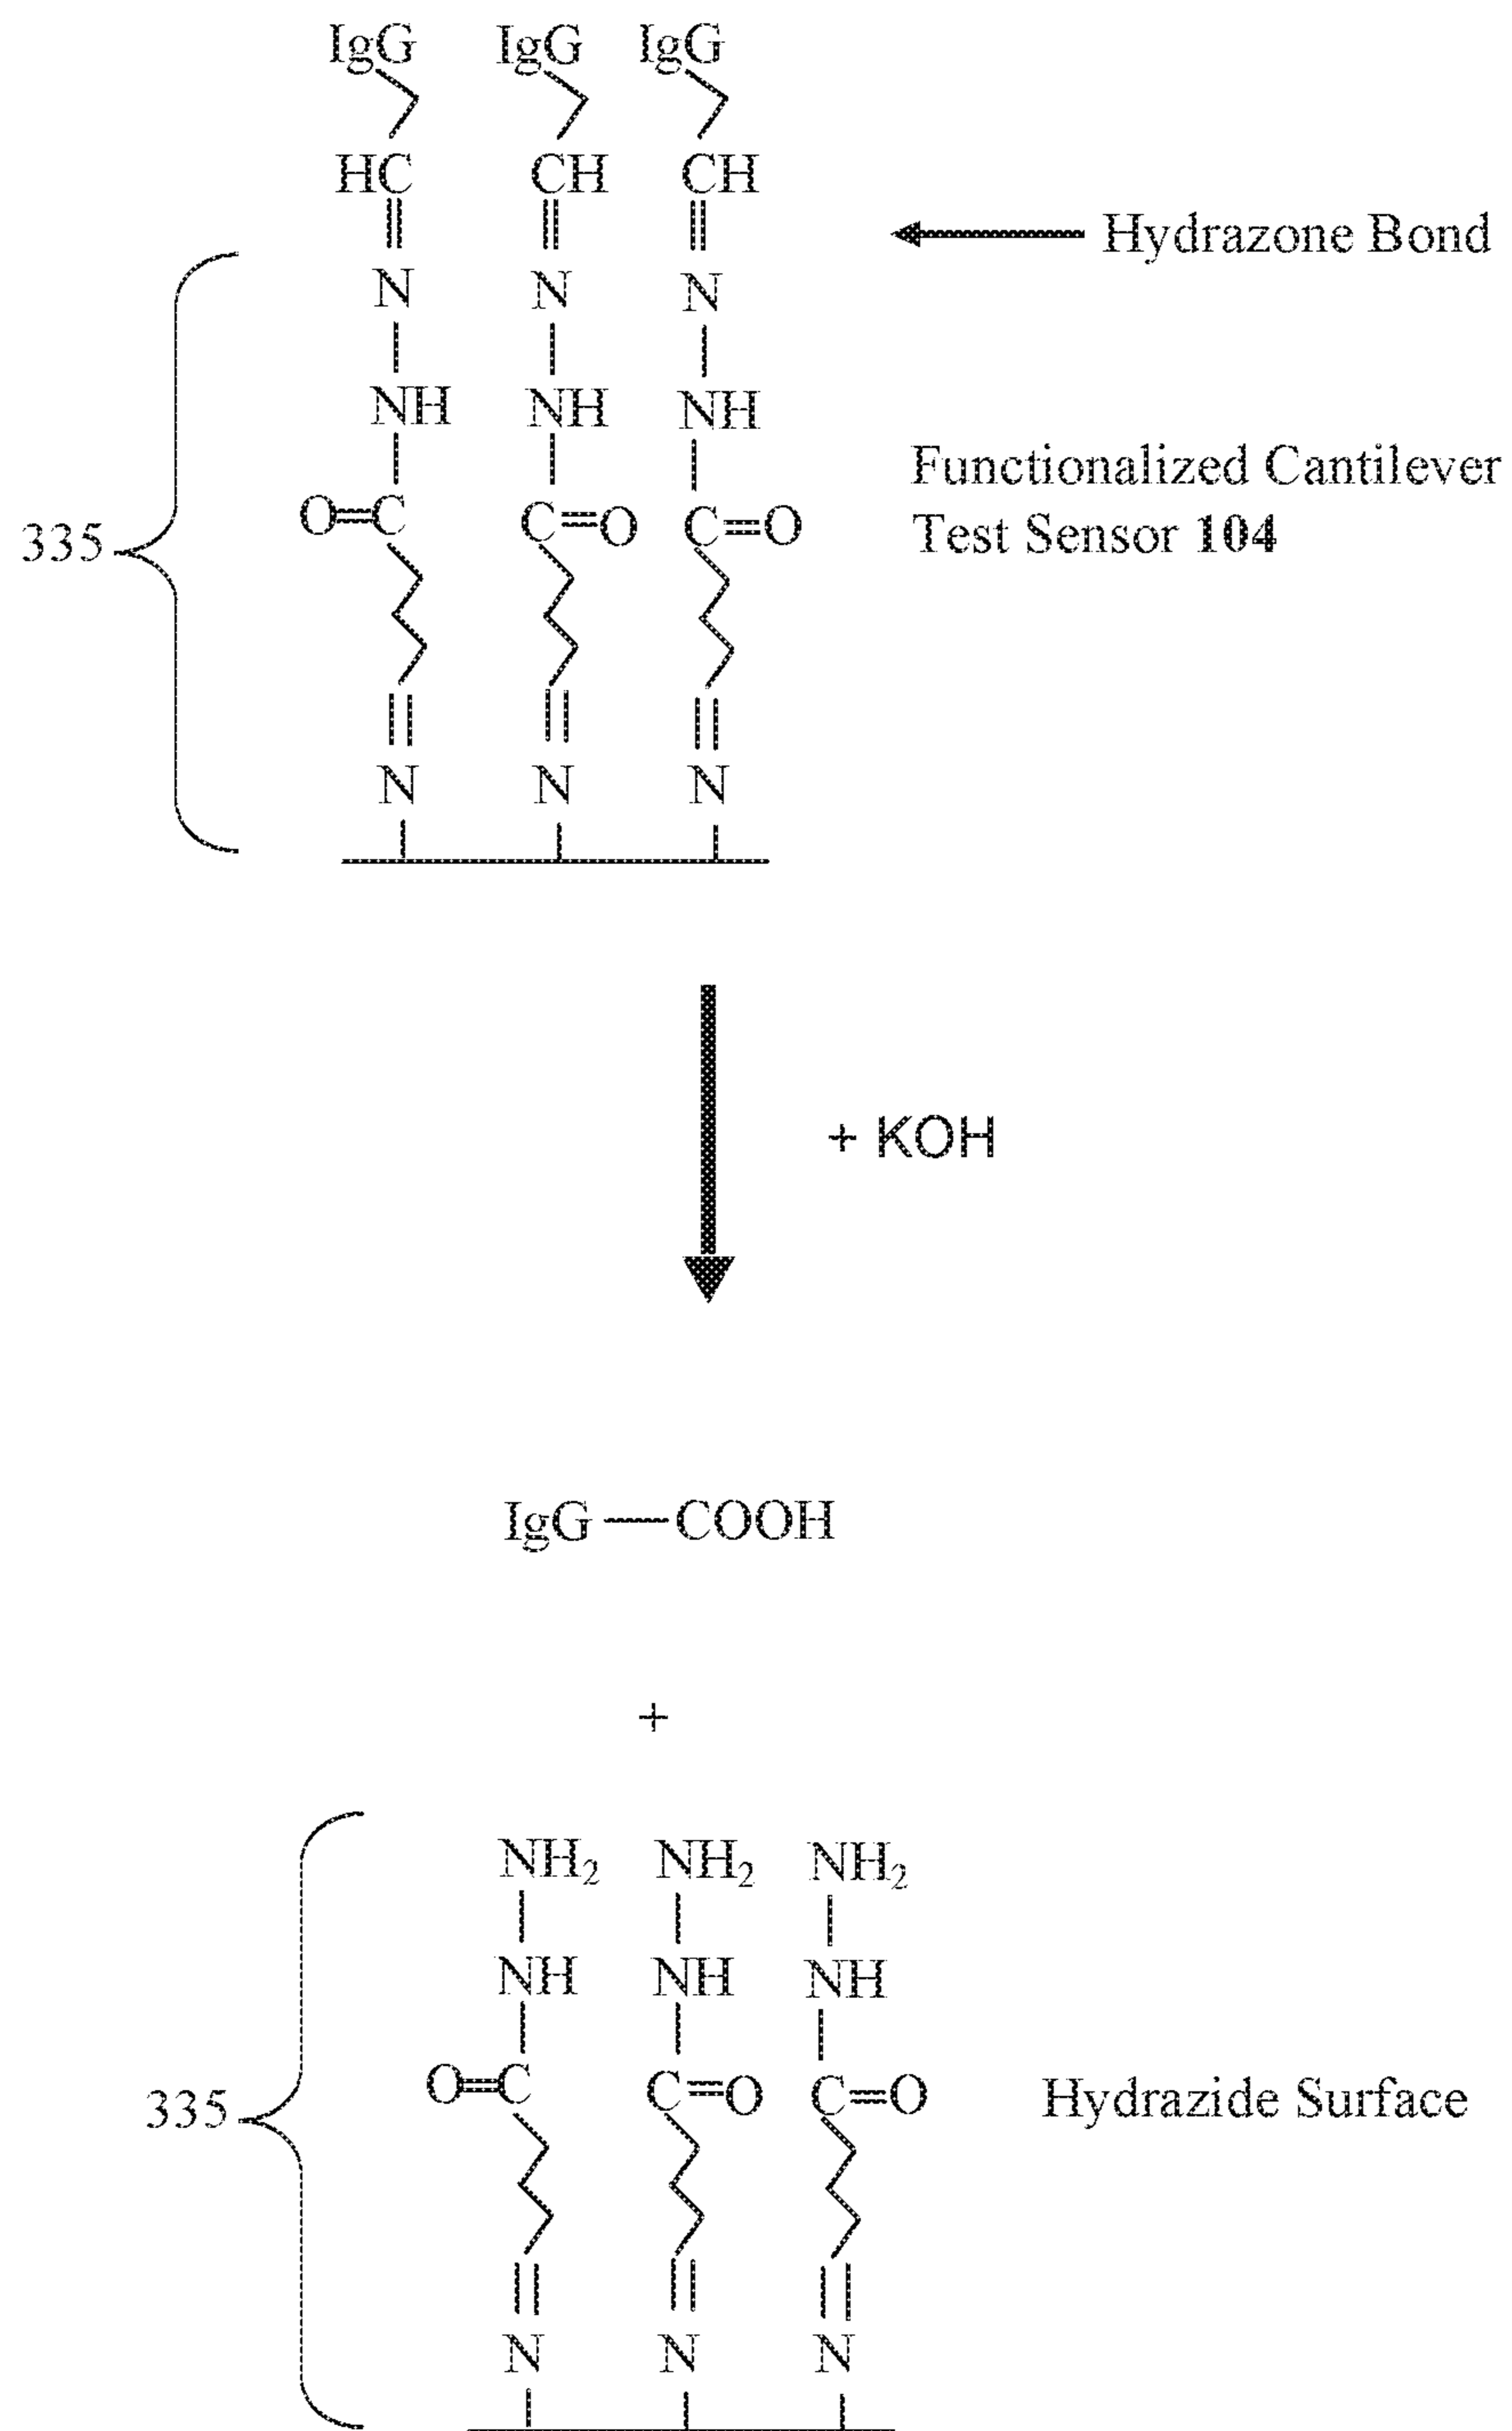 IgG IgG IgG
HC CH CH
Hydrazone Bond
N N N
NH NH NH
Functionalized Cantilever
O=C C=O C=O
Test Sensor 104
335
N N N
+ KOH
IgG — COOH
+
NH₂ NH₂ NH₂
NH NH NH
O=C C=O C=O
335
Hydrazide Surface
N N N